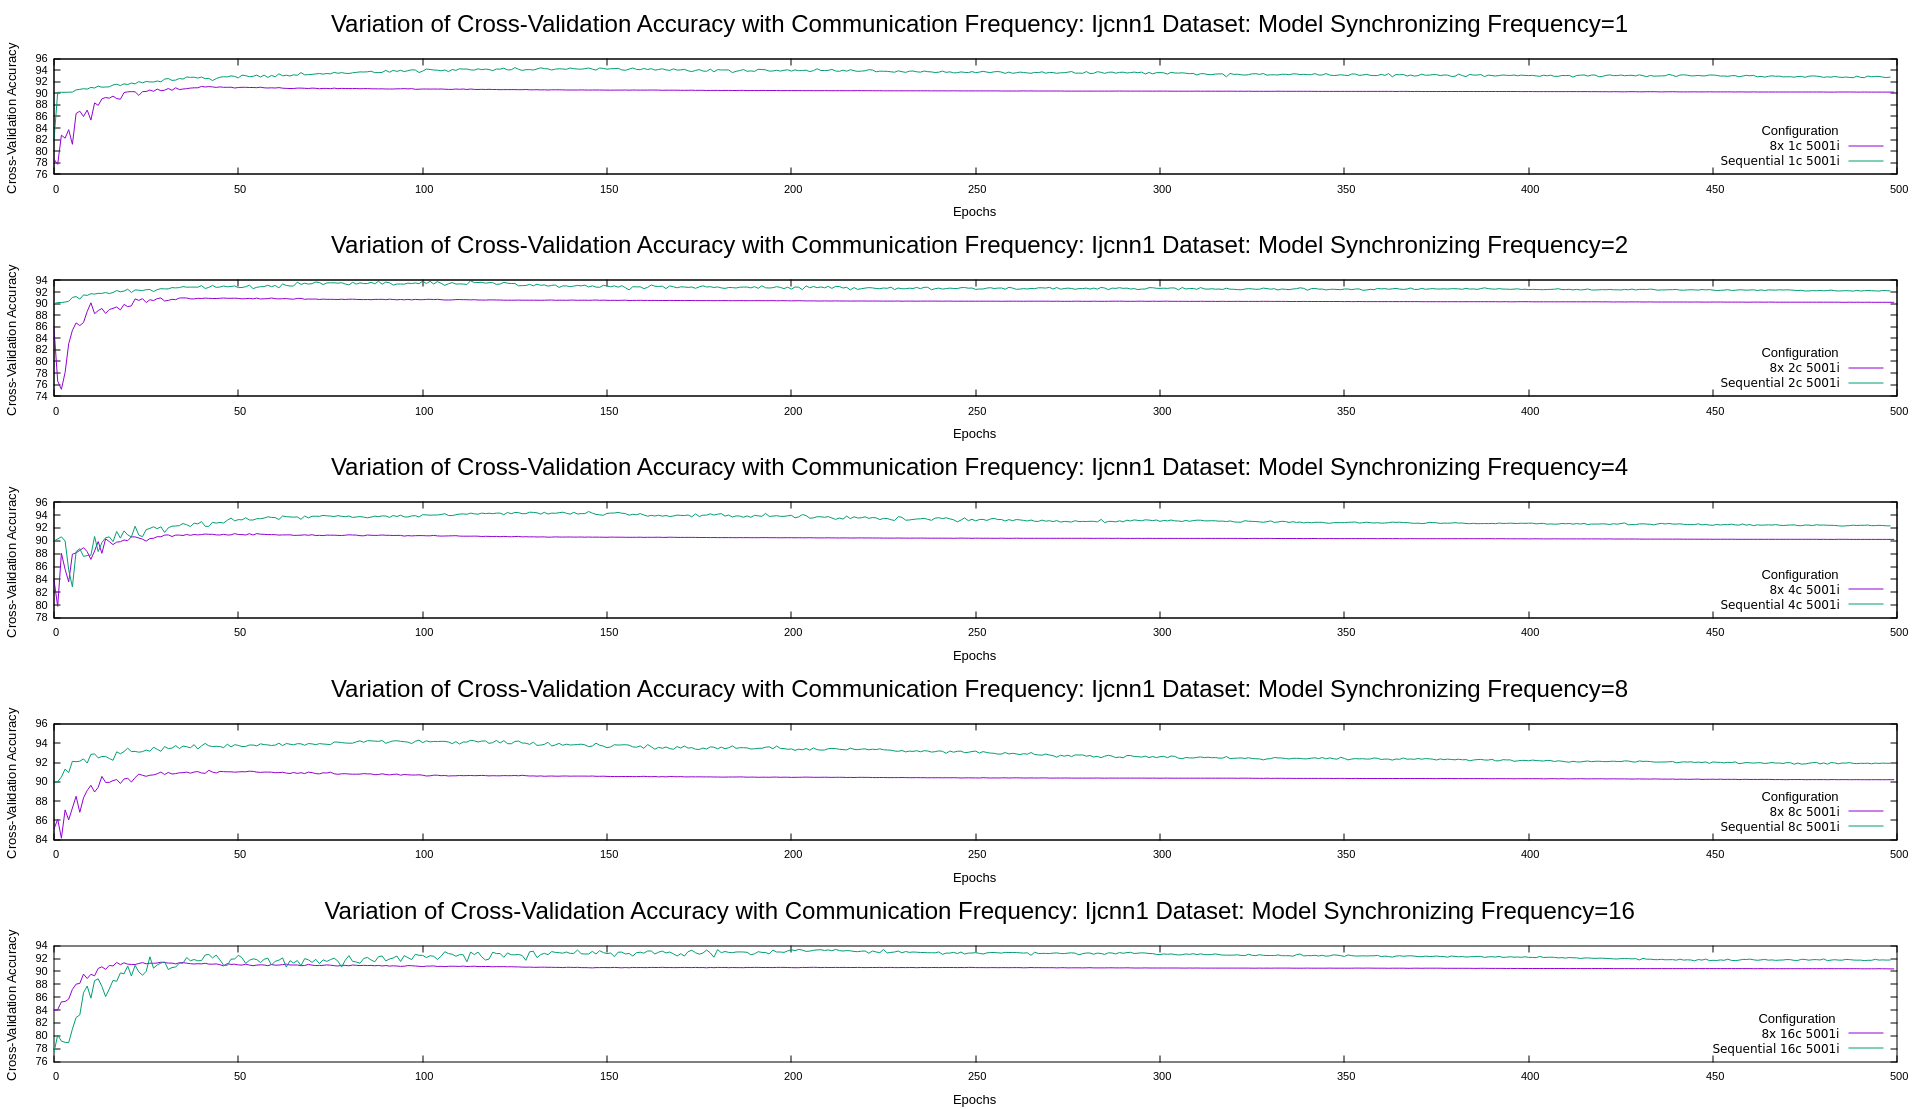 Variation of Cross-Validation Accuracy with Communication Frequency: Ijcnn1 Dataset: Model Synchronizing Frequency=1
Cross-Validation Accuracy
96
94
92
90
88
86
84
82
80
78
76
Configuration
8x 1c 5001i
Sequential 1c 5001i
0 50 100 150 200 250 300 350 400 450 500
Epochs
Variation of Cross-Validation Accuracy with Communication Frequency: Ijcnn1 Dataset: Model Synchronizing Frequency=2
Cross-Validation Accuracy
94
92
90
88
86
84
82
80
78
76
74
Configuration
8x 2c 5001i
Sequential 2c 5001i
0 50 100 150 200 250 300 350 400 450 500
Epochs
Variation of Cross-Validation Accuracy with Communication Frequency: Ijcnn1 Dataset: Model Synchronizing Frequency=4
Cross-Validation Accuracy
96
94
92
90
88
86
84
82
80
78
Configuration
8x 4c 5001i
Sequential 4c 5001i
0 50 100 150 200 250 300 350 400 450 500
Epochs
Variation of Cross-Validation Accuracy with Communication Frequency: Ijcnn1 Dataset: Model Synchronizing Frequency=8
Cross-Validation Accuracy
96
94
92
90
88
86
84
Configuration
8x 8c 5001i
Sequential 8c 5001i
0 50 100 150 200 250 300 350 400 450 500
Epochs
Variation of Cross-Validation Accuracy with Communication Frequency: Ijcnn1 Dataset: Model Synchronizing Frequency=16
Cross-Validation Accuracy
94
92
90
88
86
84
82
80
78
76
Configuration
8x 16c 5001i
Sequential 16c 5001i
0 50 100 150 200 250 300 350 400 450 500
Epochs